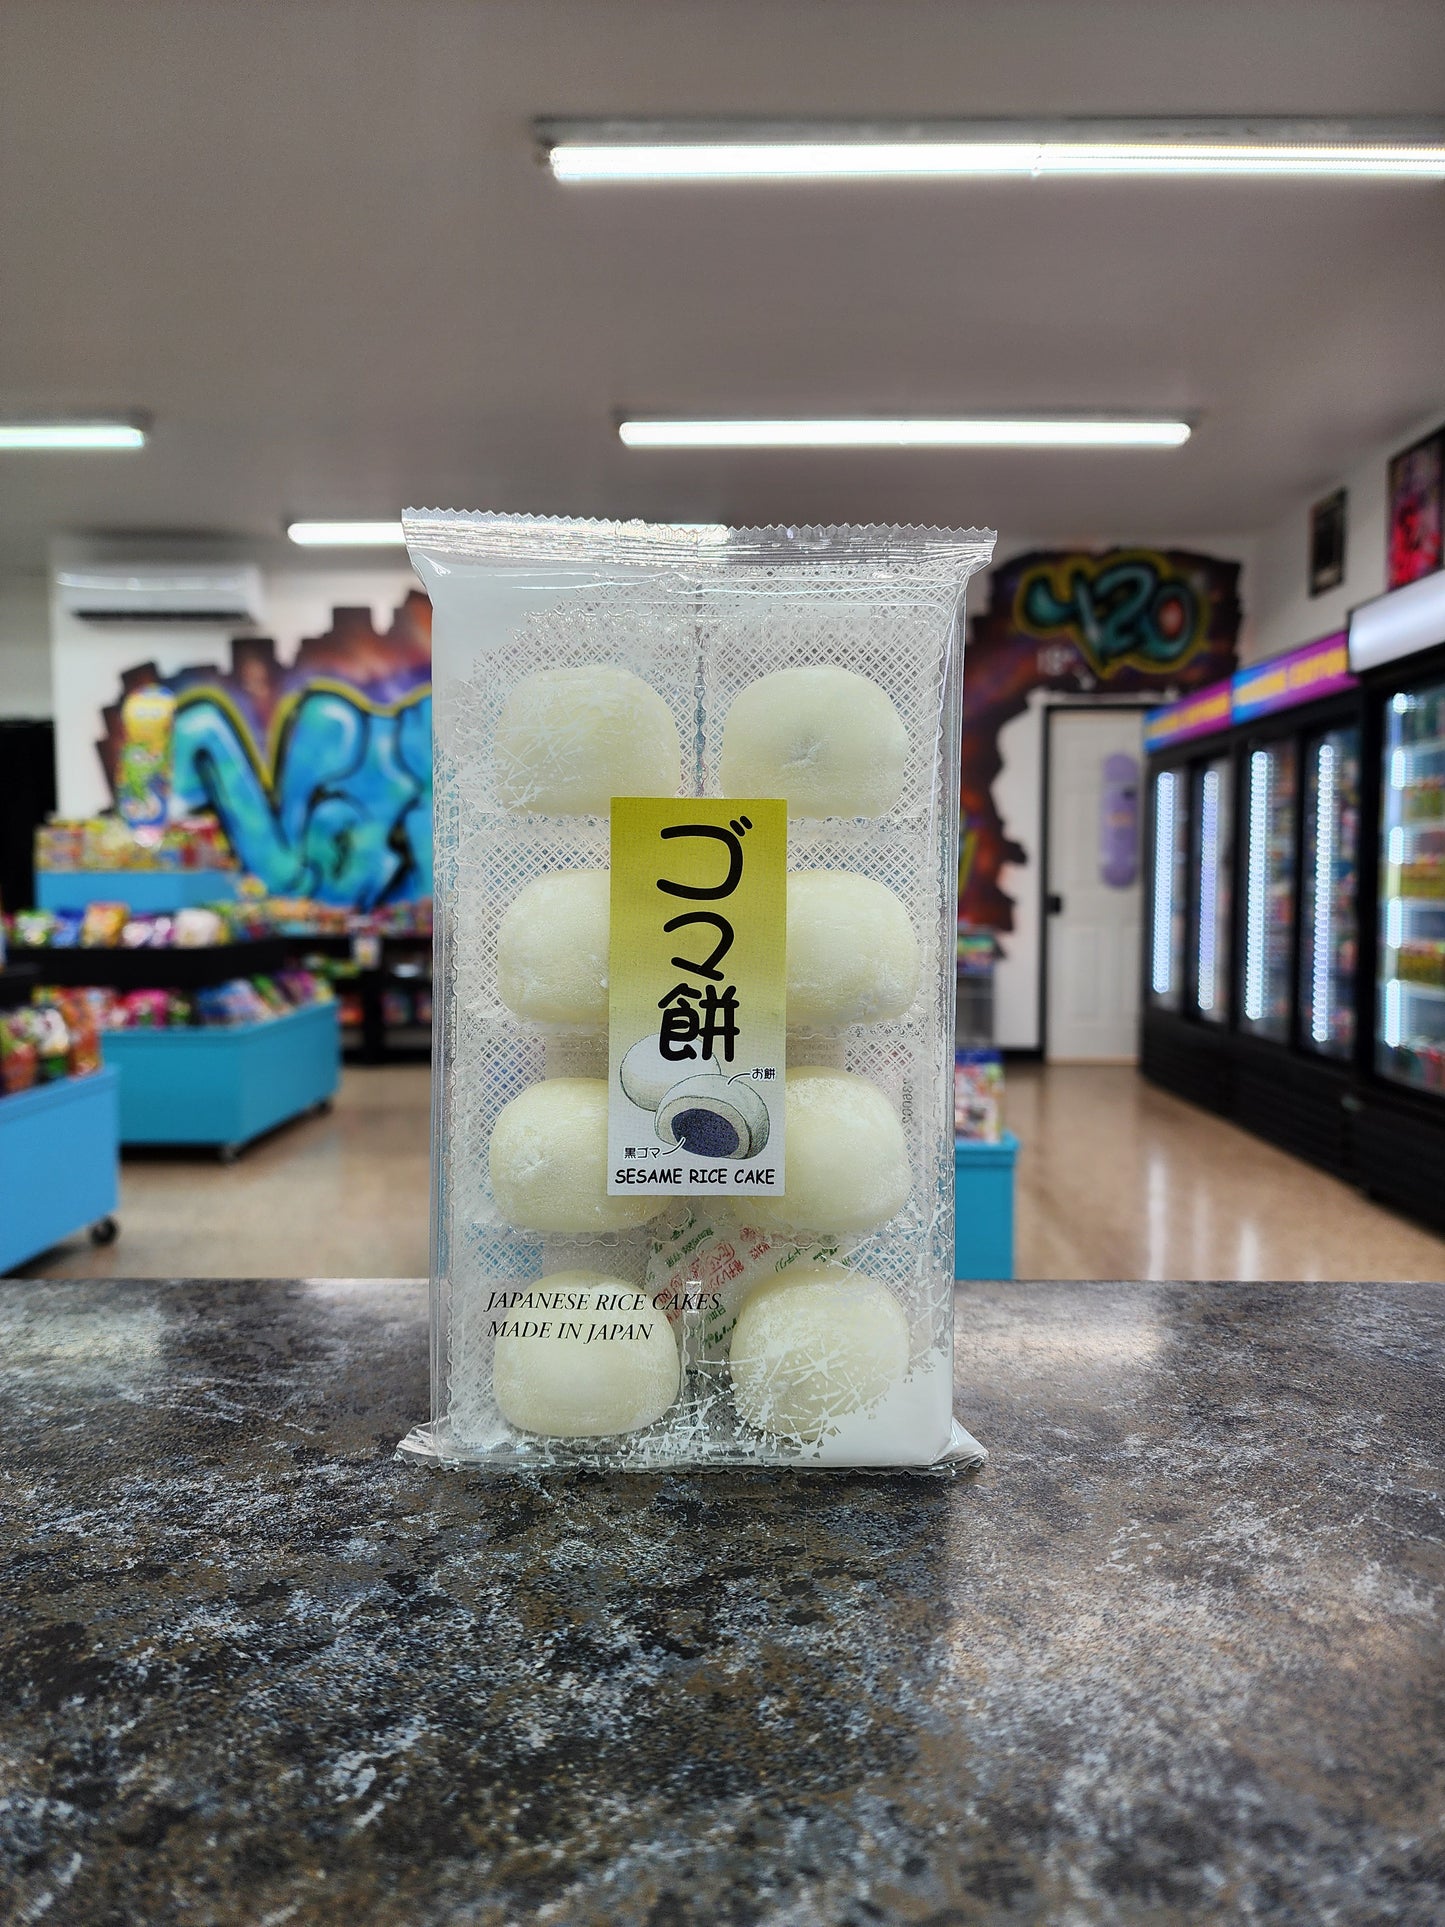 420
ゴマ餅
お餅
黒ゴマ
SESAME RICE CAKE
JAPANESE RICE CAKES
MADE IN JAPAN